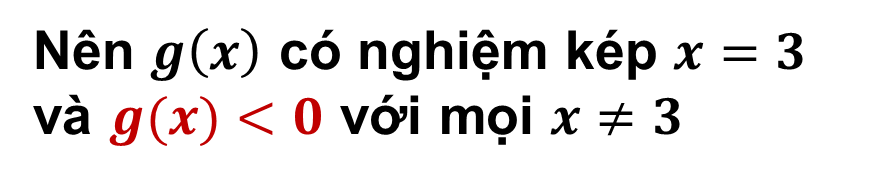 Nên g(x) có nghiệm kép x = 3
và g(x) < 0 với mọi x ≠ 3